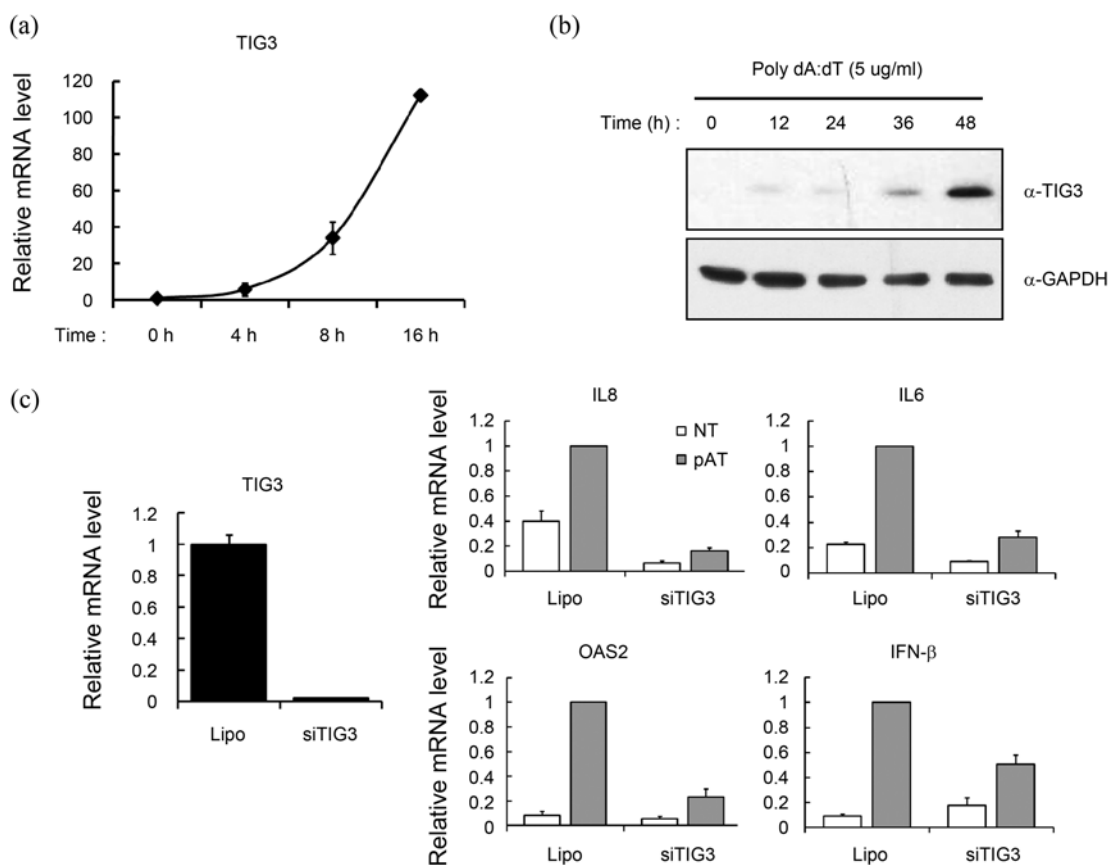 (a)
TIG3
Relative mRNA level
120
100
80
60
40
20
0
Time : 0 h 4 h 8 h 16 h
(b)
Poly dA:dT (5 ug/ml)
Time (h) : 0 12 24 36 48
α-TIG3
α-GAPDH
(c)
TIG3
Relative mRNA level
1.2
1
0.8
0.6
0.4
0.2
0
Lipo siTIG3
IL8
Relative mRNA level
1.2
1
0.8
0.6
0.4
0.2
0
NT
pAT
Lipo siTIG3
IL6
Relative mRNA level
1.2
1
0.8
0.6
0.4
0.2
0
Lipo siTIG3
OAS2
Relative mRNA level
1.2
1
0.8
0.6
0.4
0.2
0
Lipo siTIG3
IFN-β
Relative mRNA level
1.2
1
0.8
0.6
0.4
0.2
0
Lipo siTIG3